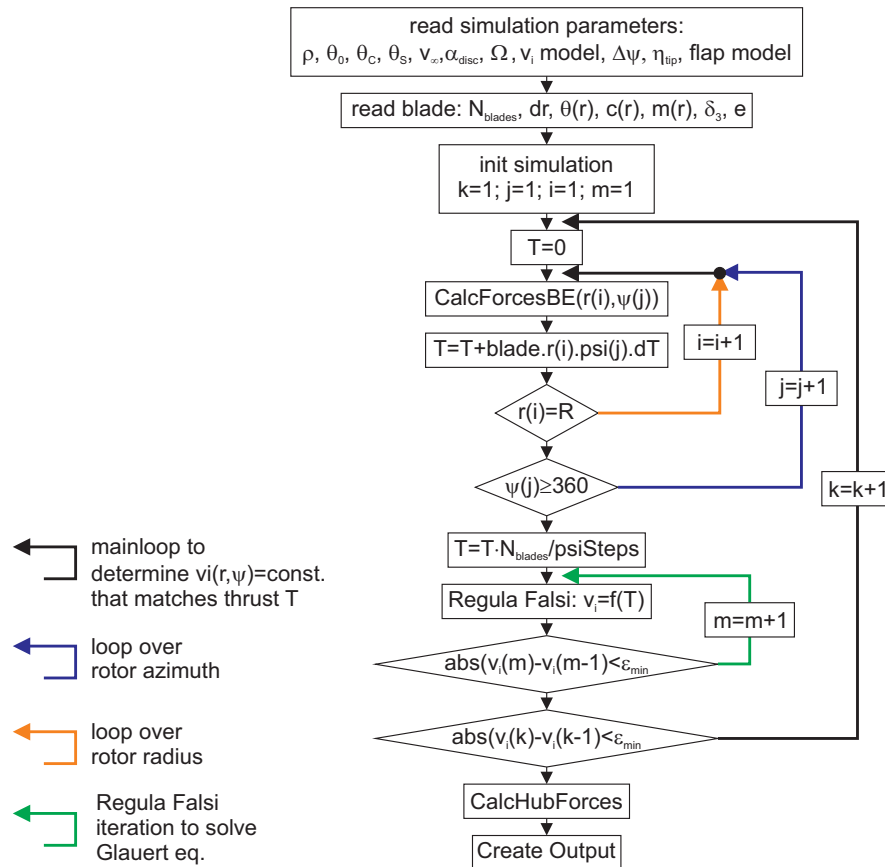 read simulation parameters:
ρ, θ₀, θ_C, θ_S, v_∞,α_disc, Ω, v_i model, Δψ, η_tip, flap model
read blade: N_blades, dr, θ(r), c(r), m(r), δ₃, e
init simulation
k=1; j=1; i=1; m=1
T=0
CalcForcesBE(r(i),ψ(j))
T=T+blade.r(i).psi(j).dT
i=i+1
j=j+1
r(i)=R
ψ(j)≥360
k=k+1
T=T·N_blades/psiSteps
Regula Falsi: v_i=f(T)
m=m+1
abs(v_i(m)-v_i(m-1)<ε_min
abs(v_i(k)-v_i(k-1)<ε_min
CalcHubForces
Create Output
mainloop to
determine vi(r,ψ)=const.
that matches thrust T
loop over
rotor azimuth
loop over
rotor radius
Regula Falsi
iteration to solve
Glauert eq.